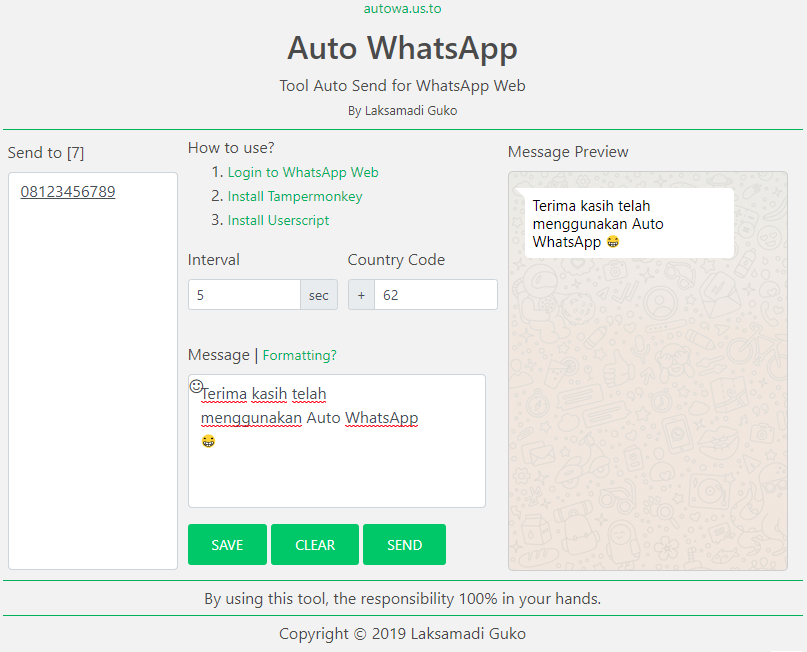 autowa.us.to
Auto WhatsApp
Tool Auto Send for WhatsApp Web
By Laksamadi Guko
Send to [7]
08123456789
How to use?
1. Login to WhatsApp Web
2. Install Tampermonkey
3. Install Userscript
Interval
5 sec
Country Code
+ 62
Message | Formatting?
Terima kasih telah
menggunakan Auto WhatsApp
😂
SAVE CLEAR SEND
Message Preview
Terima kasih telah
menggunakan Auto
WhatsApp 😂
By using this tool, the responsibility 100% in your hands.
Copyright © 2019 Laksamadi Guko